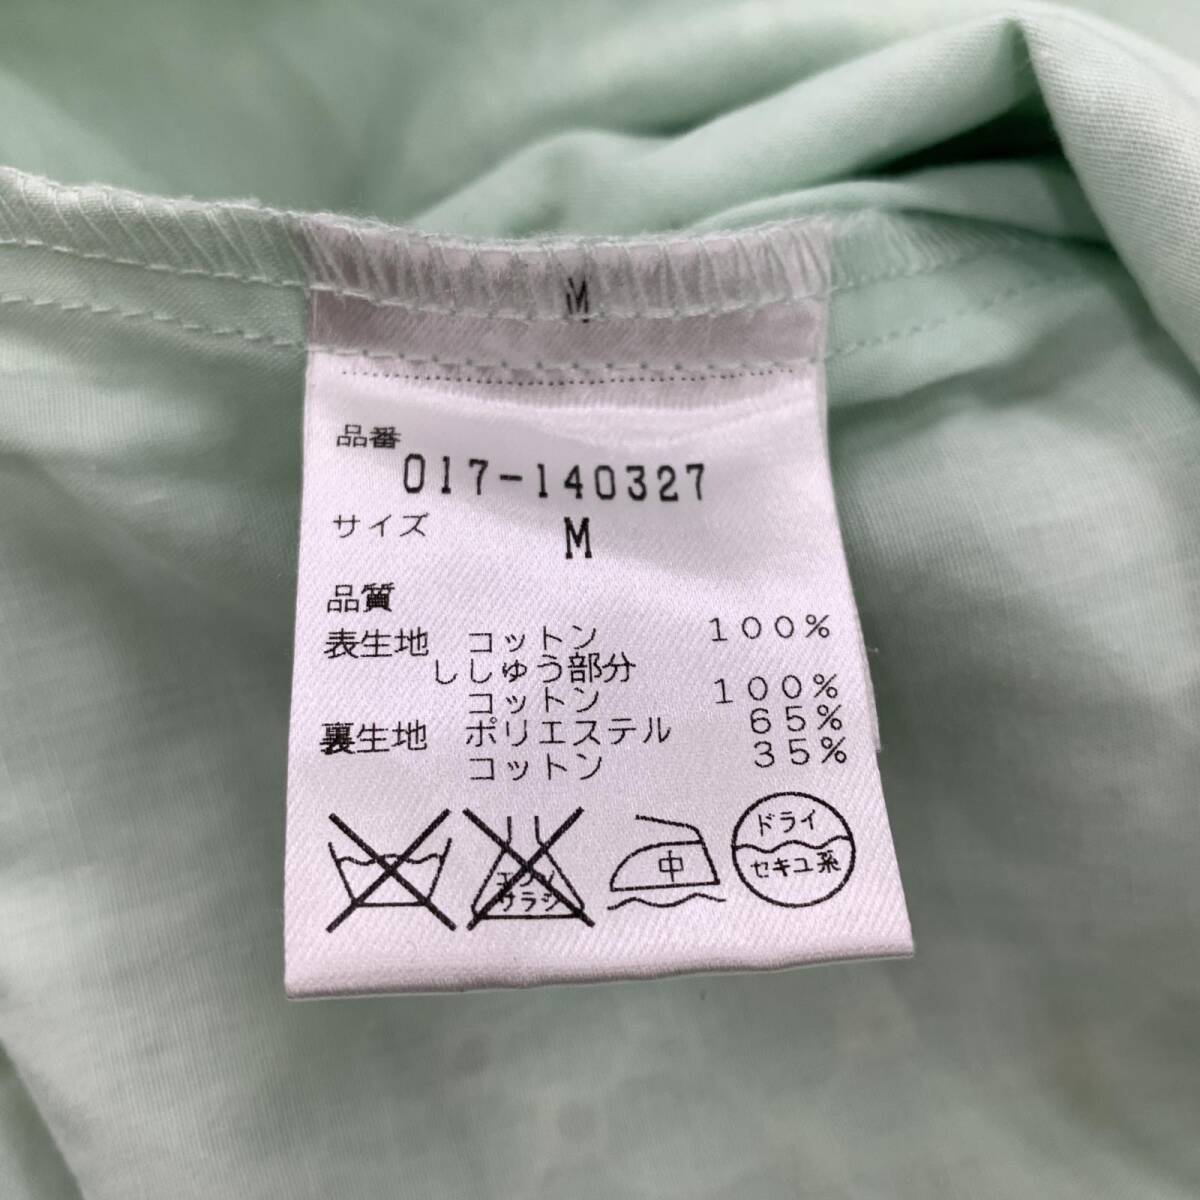 M
品番
017-140327
サイズ M
品質
表生地 コットン 100%
ししゅう部分
コットン 100%
裏生地 ポリエステル 65%
コットン 35%
エンソ
サラシ
中
ドライ
セキユ系